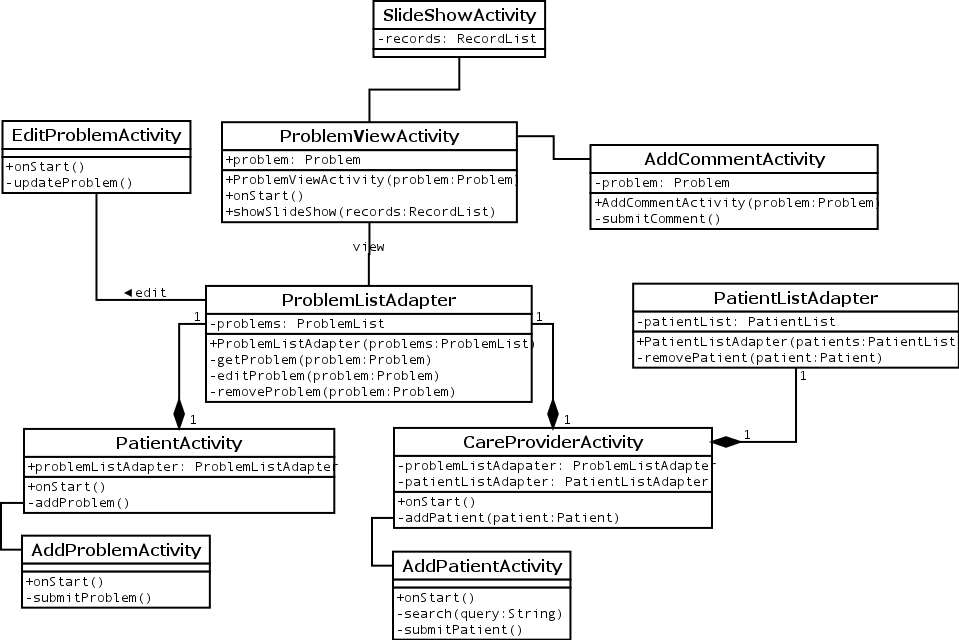 SlideShowActivity
-records: RecordList
EditProblemActivity
+onStart()
-updateProblem()
ProblemViewActivity
+problem: Problem
+ProblemViewActivity(problem:Problem)
+onStart()
+showSlideShow(records:RecordList)
AddCommentActivity
-problem: Problem
+AddCommentActivity(problem:Problem)
-submitComment()
view
◄edit
ProblemListAdapter
-problems: ProblemList
+ProblemListAdapter(problems:ProblemList)
-getProblem(problem:Problem)
-editProblem(problem:Problem)
-removeProblem(problem:Problem)
PatientListAdapter
-patientList: PatientList
+PatientListAdapter(patients:PatientList
-removePatient(patient:Patient)
1
1
1
1
1
1
PatientActivity
+problemListAdapter: ProblemListAdapter
+onStart()
-addProblem()
CareProviderActivity
-problemListAdapater: ProblemListAdapter
-patientListAdapter: PatientListAdapter
+onStart()
-addPatient(patient:Patient)
AddProblemActivity
+onStart()
-submitProblem()
AddPatientActivity
+onStart()
-search(query:String)
-submitPatient()